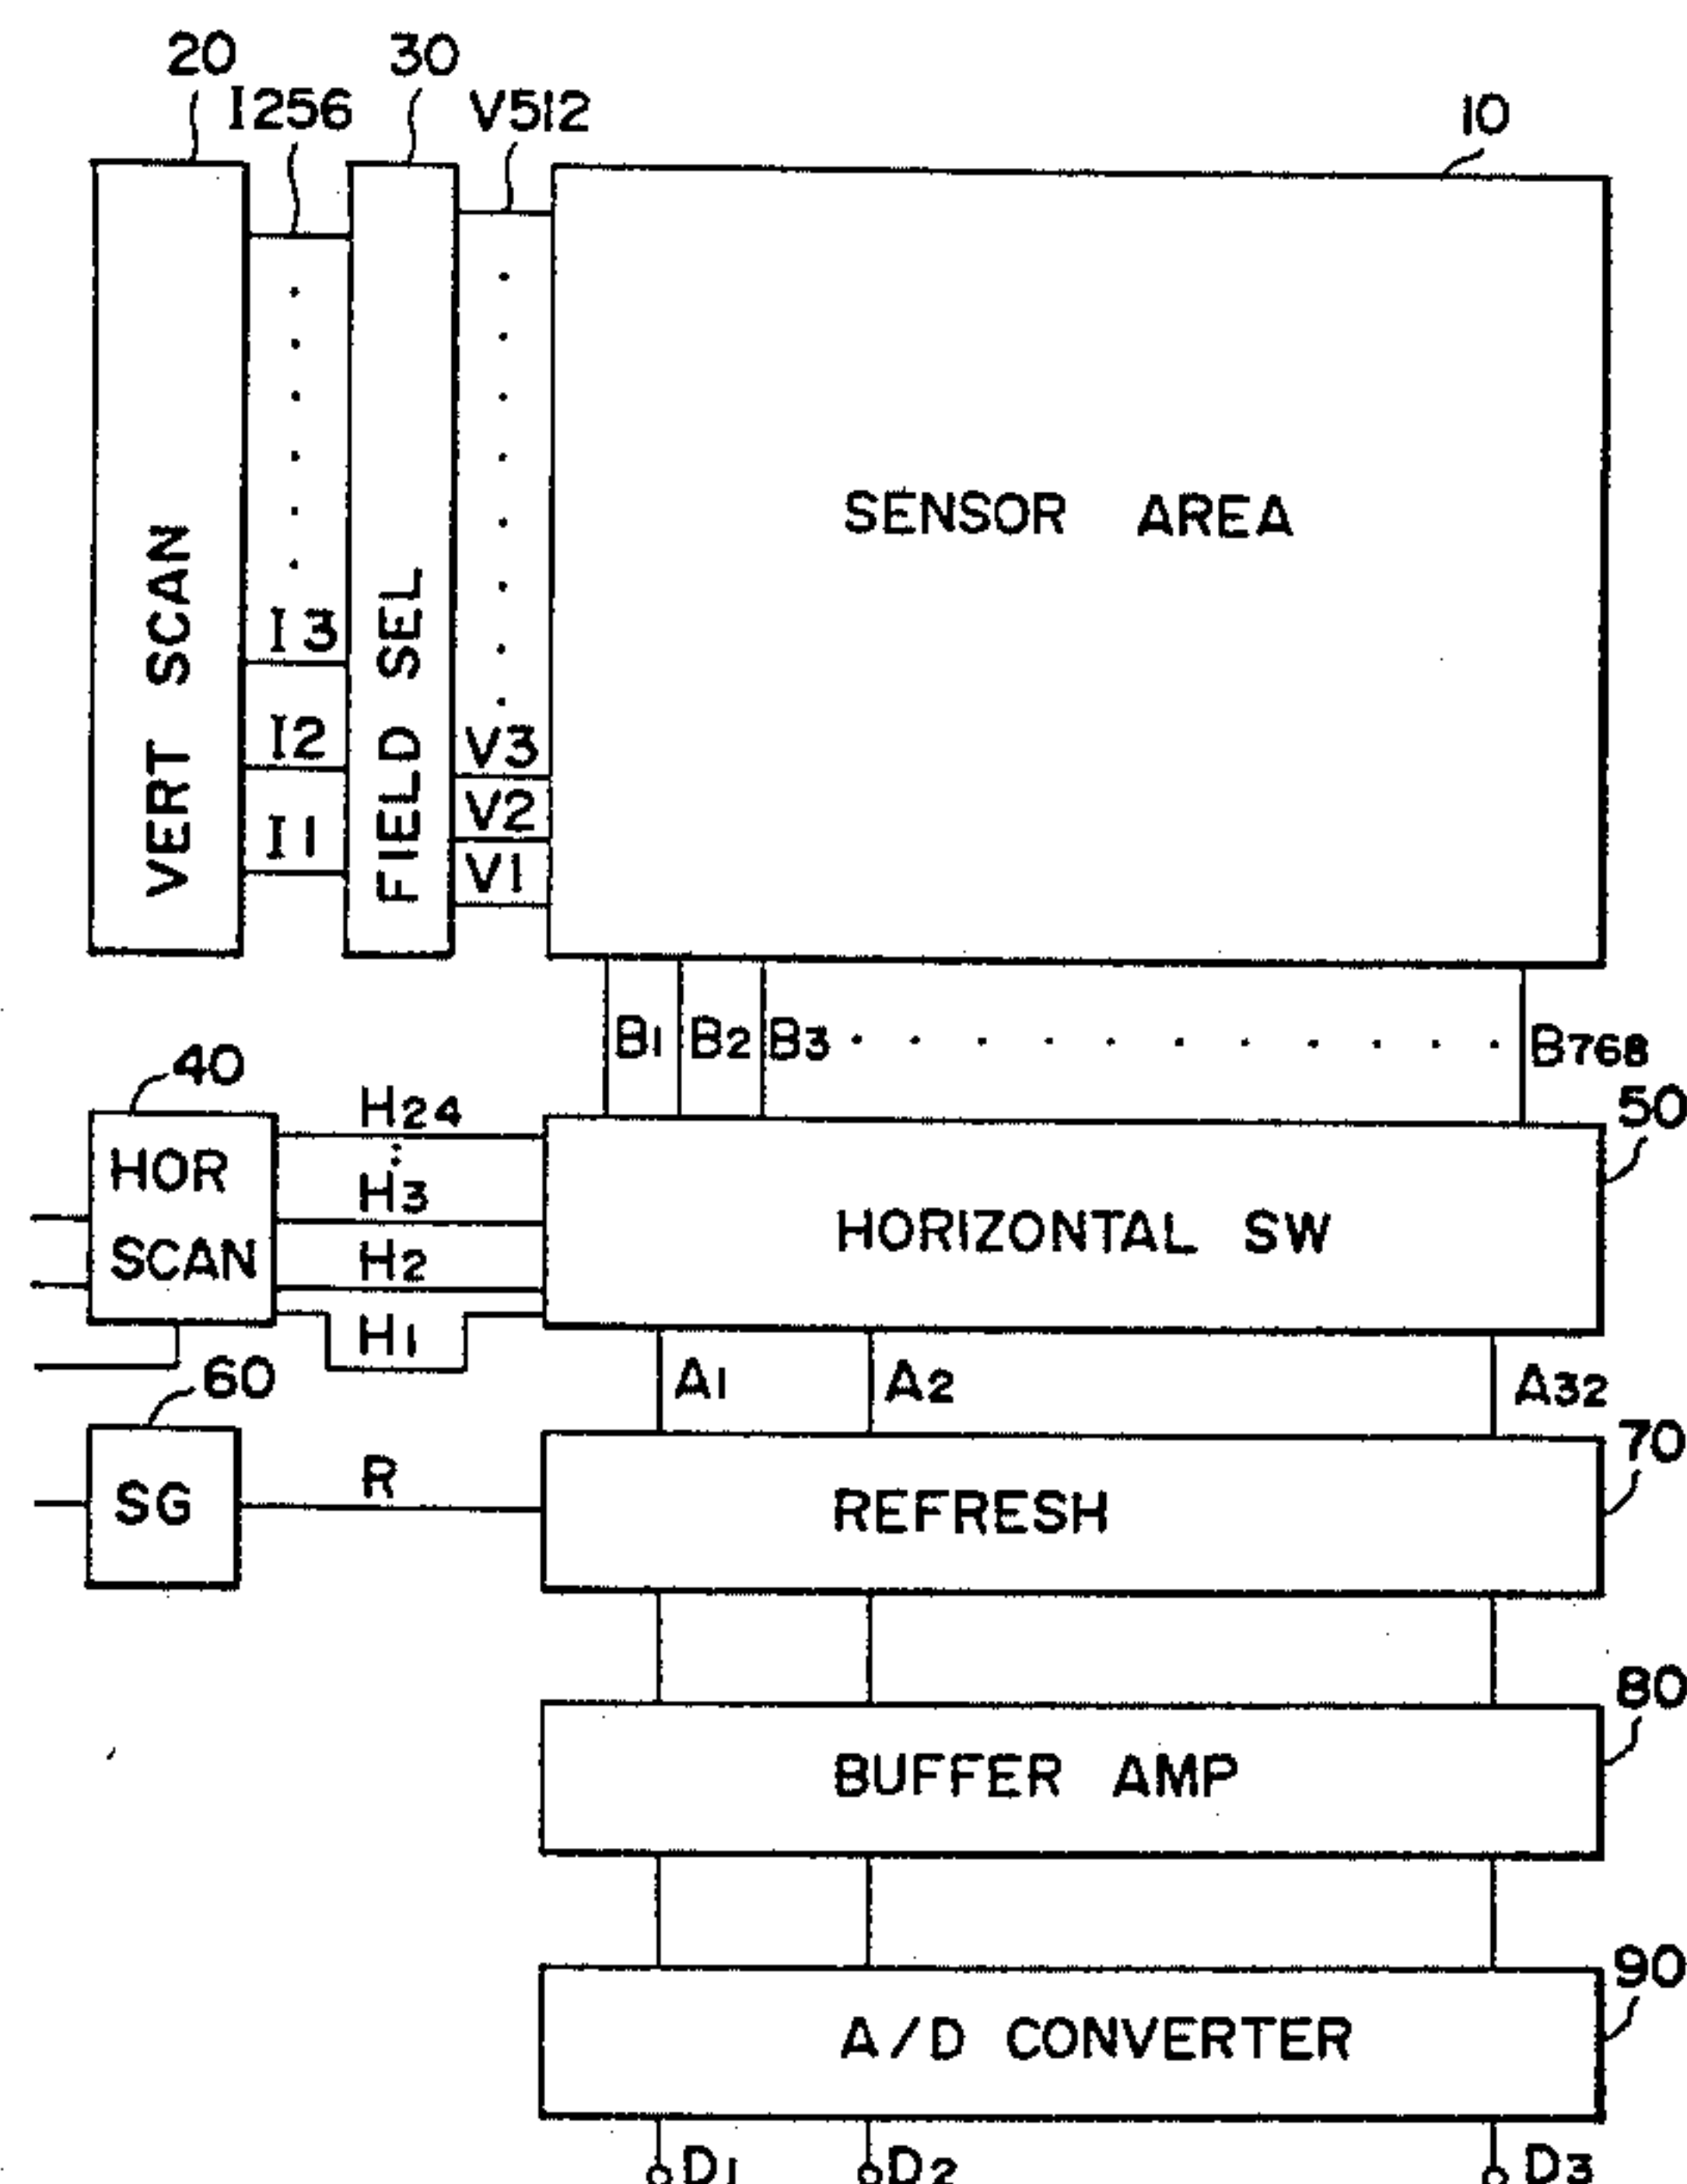 20
30
I256
V512
10
VERT SCAN
I3
I2
I1
FIELD SEL
V3
V2
V1
SENSOR AREA
B1 B2 B3 B768
40
50
HOR
SCAN
H24
H3
H2
H1
HORIZONTAL SW
A1 A2 A32
60
70
SG
R
REFRESH
80
BUFFER AMP
90
A/D CONVERTER
D1 D2 D3